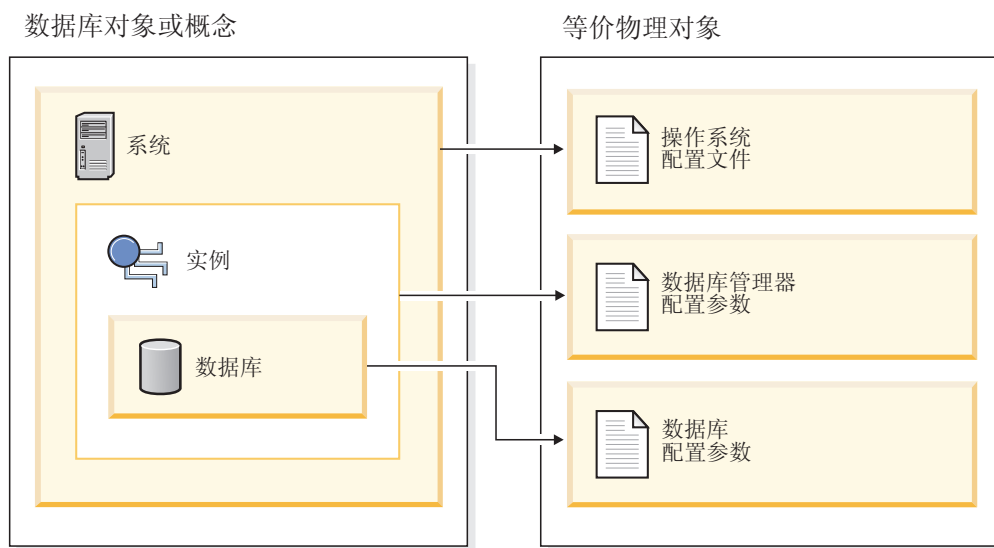 数据库对象或概念
等价物理对象
系统
操作系统
配置文件
实例
数据库管理器
配置参数
数据库
数据库
配置参数